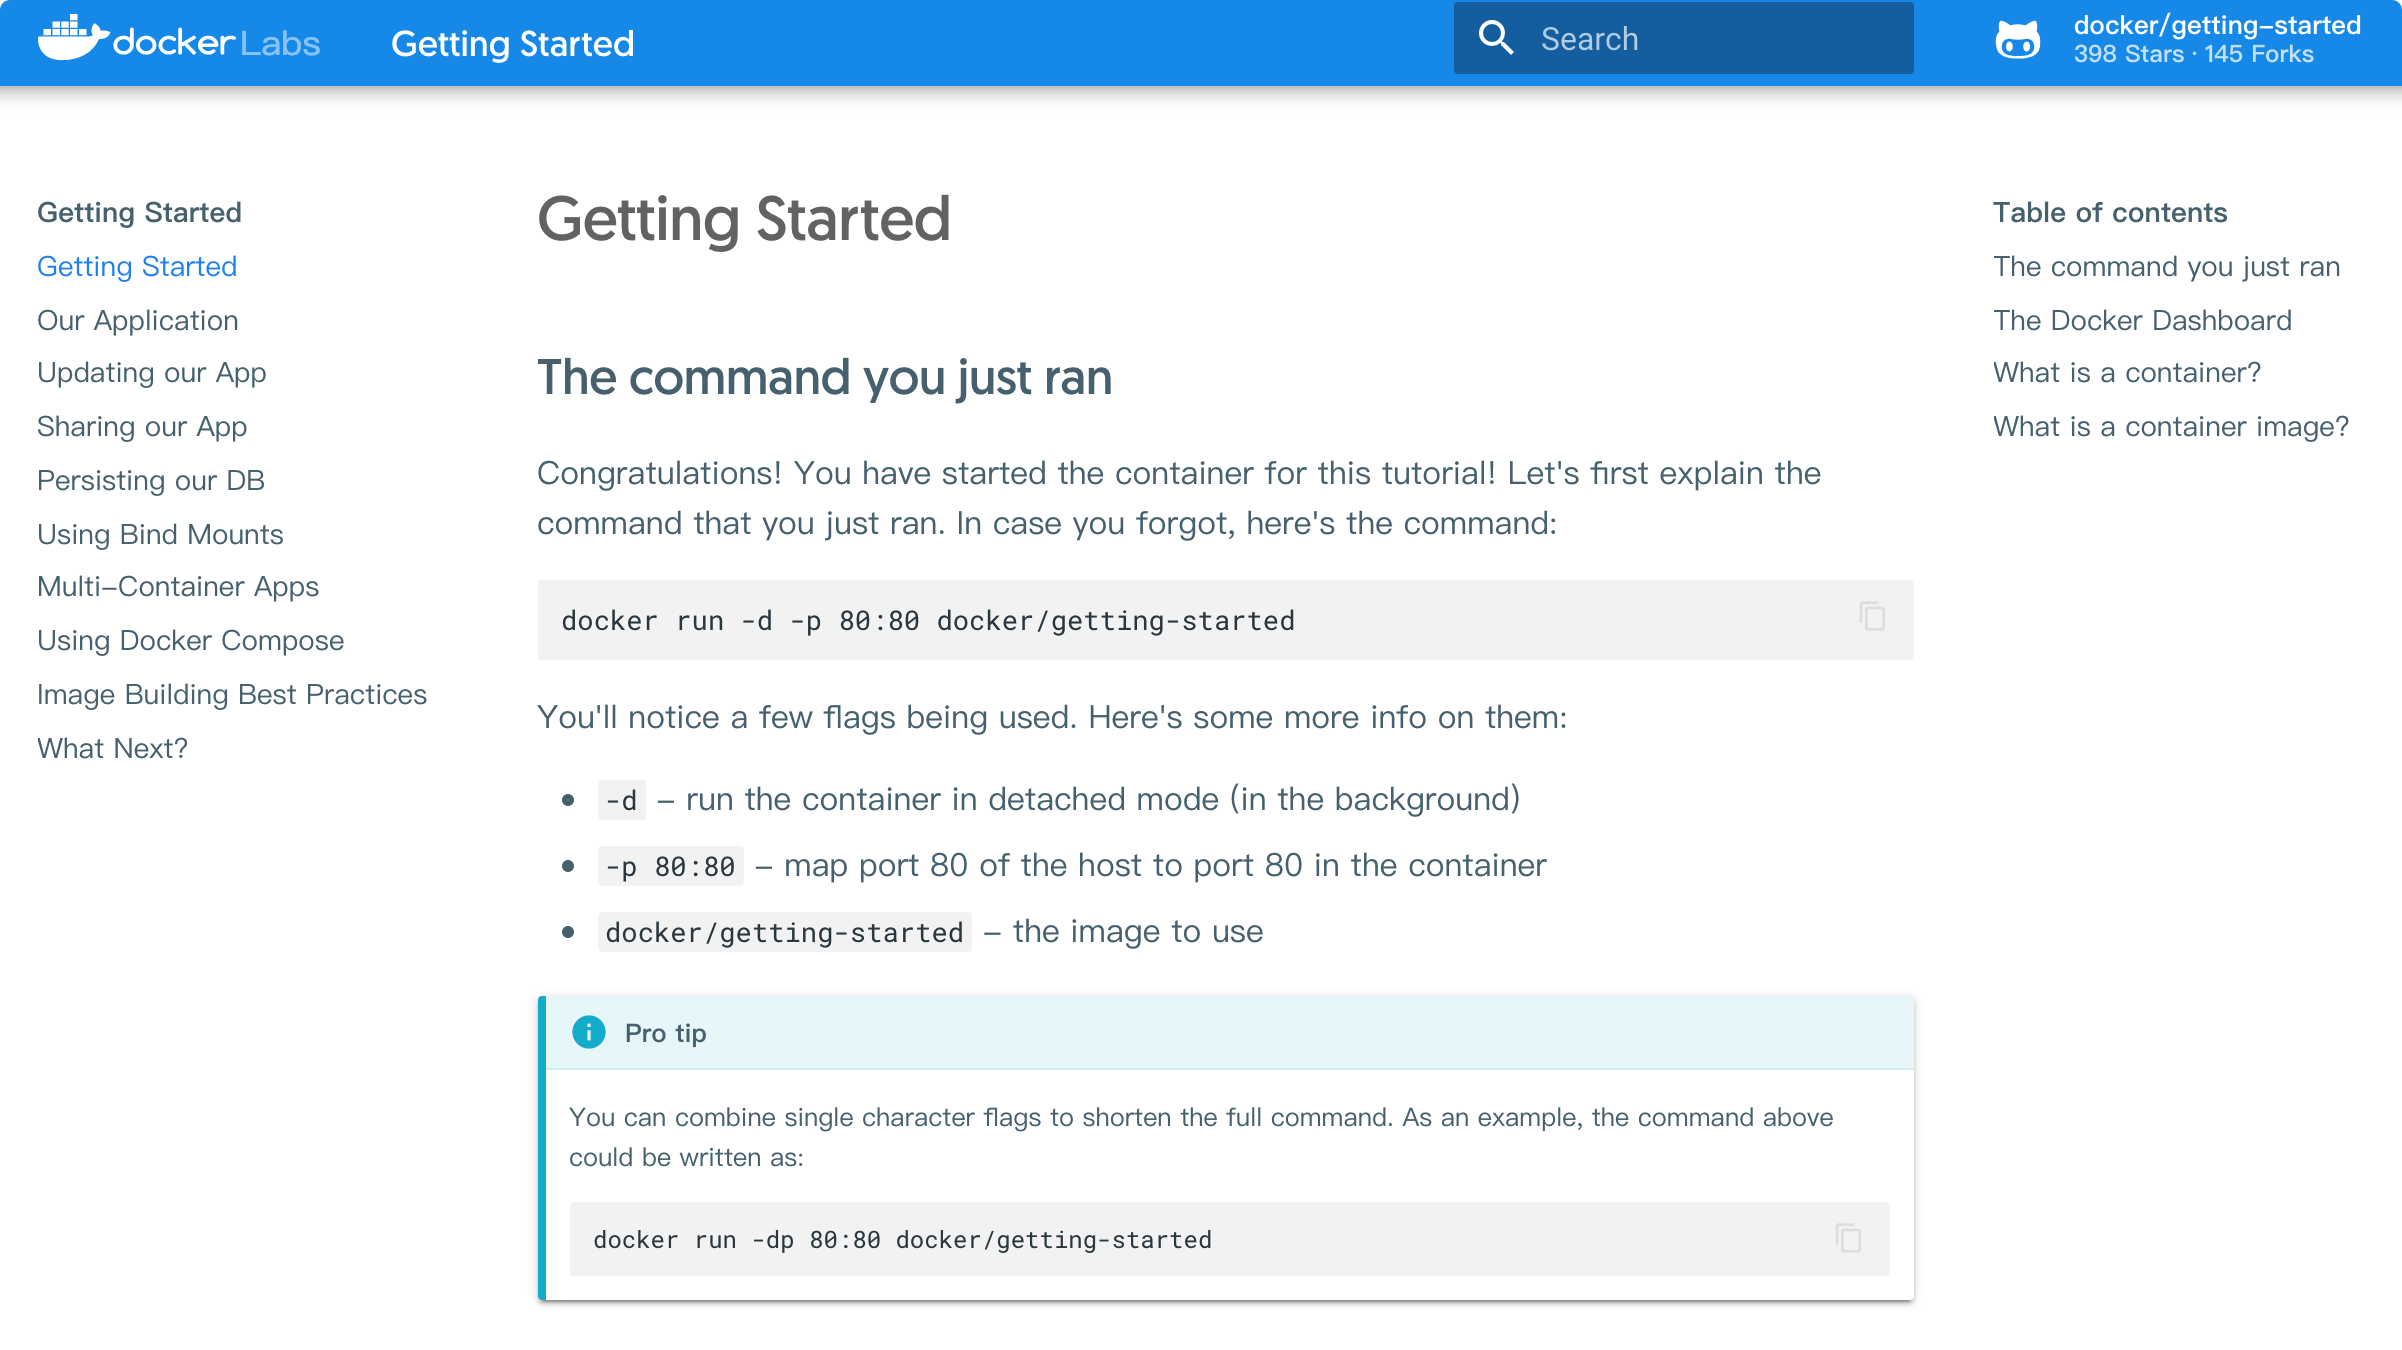 docker Labs
Getting Started
Search
docker/getting-started
398 Stars · 145 Forks
Getting Started
Getting Started
Our Application
Updating our App
Sharing our App
Persisting our DB
Using Bind Mounts
Multi-Container Apps
Using Docker Compose
Image Building Best Practices
What Next?
Getting Started
The command you just ran
Congratulations! You have started the container for this tutorial! Let's first explain the
command that you just ran. In case you forgot, here's the command:
docker run -d -p 80:80 docker/getting-started
You'll notice a few flags being used. Here's some more info on them:
• -d - run the container in detached mode (in the background)
• -p 80:80 - map port 80 of the host to port 80 in the container
• docker/getting-started - the image to use
Pro tip
You can combine single character flags to shorten the full command. As an example, the command above
could be written as:
docker run -dp 80:80 docker/getting-started
Table of contents
The command you just ran
The Docker Dashboard
What is a container?
What is a container image?